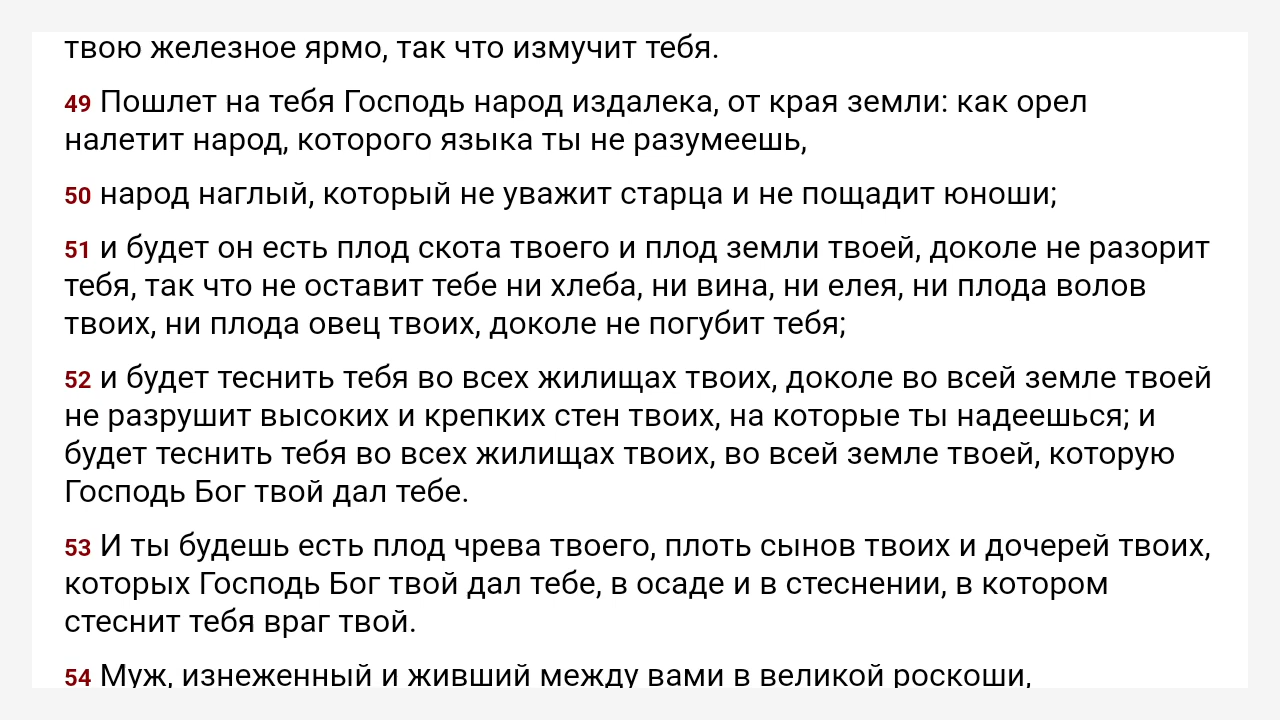 твою железное ярмо, так что измучит тебя.
49 Пошлет на тебя Господь народ издалека, от края земли: как орел
налетит народ, которого языка ты не разумеешь,
50 народ наглый, который не уважит старца и не пощадит юноши;
51 и будет он есть плод скота твоего и плод земли твоей, доколе не разорит
тебя, так что не оставит тебе ни хлеба, ни вина, ни елея, ни плода волов
твоих, ни плода овец твоих, доколе не погубит тебя;
52 и будет теснить тебя во всех жилищах твоих, доколе во всей земле твоей
не разрушит высоких и крепких стен твоих, на которые ты надеешься; и
будет теснить тебя во всех жилищах твоих, во всей земле твоей, которую
Господь Бог твой дал тебе.
53 И ты будешь есть плод чрева твоего, плоть сынов твоих и дочерей твоих,
которых Господь Бог твой дал тебе, в осаде и в стеснении, в котором
стеснит тебя враг твой.
54 Муж, изнеженный и живший между вами в великой роскоши,